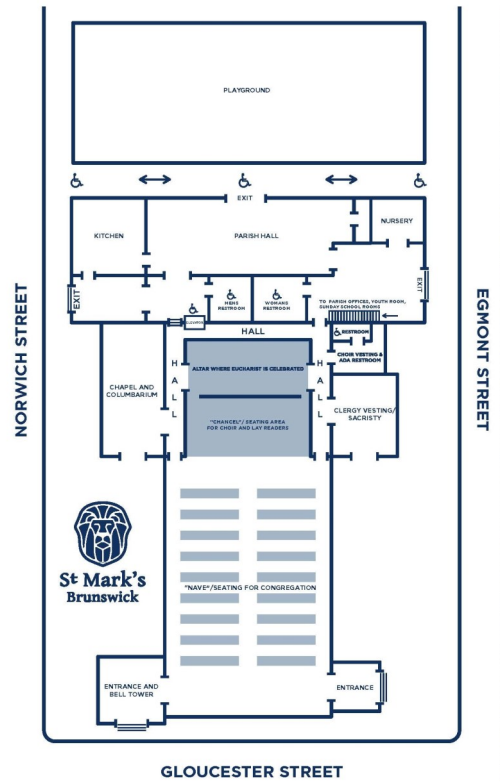 PLAYGROUND
EXIT
KITCHEN
PARISH HALL
NURSERY
EXIT
EXIT
MENS
RESTROOM
WOMANS
RESTROOM
TO PARISH OFFICES, YOUTH ROOM,
SUNDAY SCHOOL ROOMS
ELEVATOR
HALL
RESTROOM
CHOIR VESTING &
ADA RESTROOM
ALTAR WHERE EUCHARIST IS CELEBRATED
HALL
HALL
CHAPEL AND
COLUMBARIUM
"CHANCEL"/ SEATING AREA
FOR CHOIR AND LAY READERS
CLERGY VESTING/
SACRISTY
NORWICH STREET
EGMONT STREET
St Mark's
Brunswick
"NAVE"/SEATING FOR CONGREGATION
ENTRANCE AND
BELL TOWER
ENTRANCE
GLOUCESTER STREET